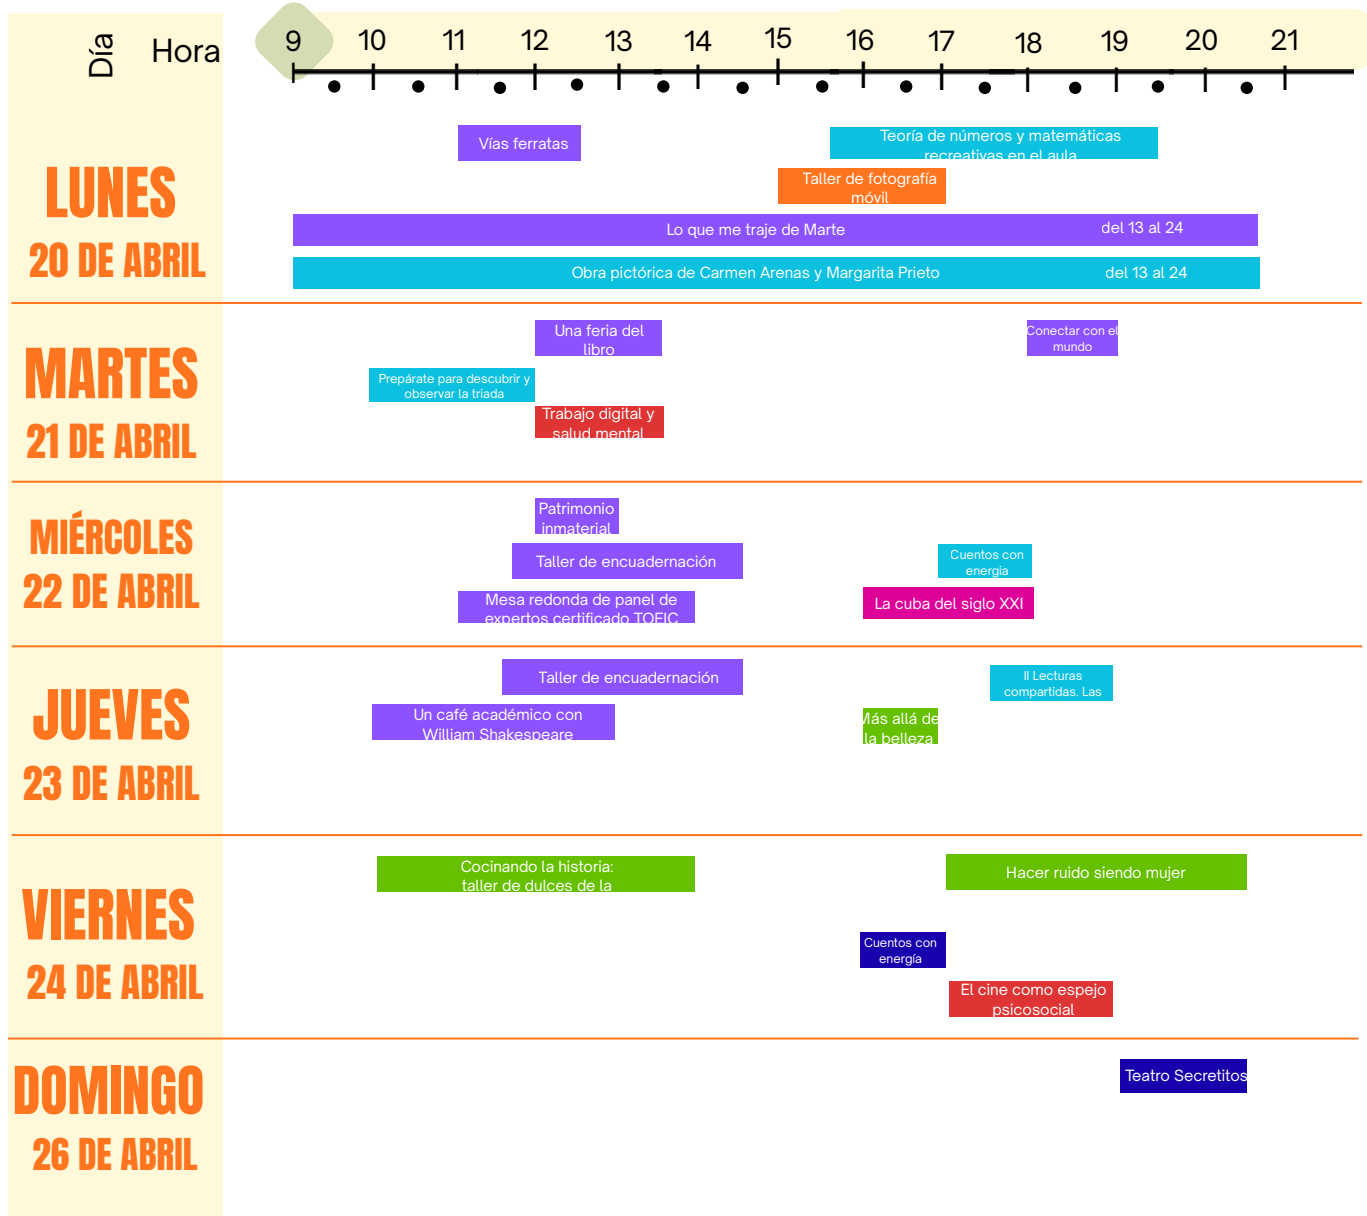 Día
Hora
9 10 11 12 13 14 15 16 17 18 19 20 21
LUNES
20 DE ABRIL
Vías ferratas
Teoría de números y matemáticas
recreativas en el aula
Taller de fotografía
móvil
Lo que me traje de Marte
del 13 al 24
Obra pictórica de Carmen Arenas y Margarita Prieto
del 13 al 24
MARTES
21 DE ABRIL
Una feria del
libro
Conectar con el
mundo
Prepárate para descubrir y
observar la triada
Trabajo digital y
salud mental
MIÉRCOLES
22 DE ABRIL
Patrimonio
inmaterial
Taller de encuadernación
Cuentos con
energia
Mesa redonda de panel de
expertos certificado TOEIC
La cuba del siglo XXI
JUEVES
23 DE ABRIL
Taller de encuadernación
II Lecturas
compartidas. Las
Un café académico con
William Shakespeare
Más allá de
la belleza
VIERNES
24 DE ABRIL
Cocinando la historia:
taller de dulces de la
Hacer ruido siendo mujer
Cuentos con
energía
El cine como espejo
psicosocial
DOMINGO
26 DE ABRIL
Teatro Secretitos